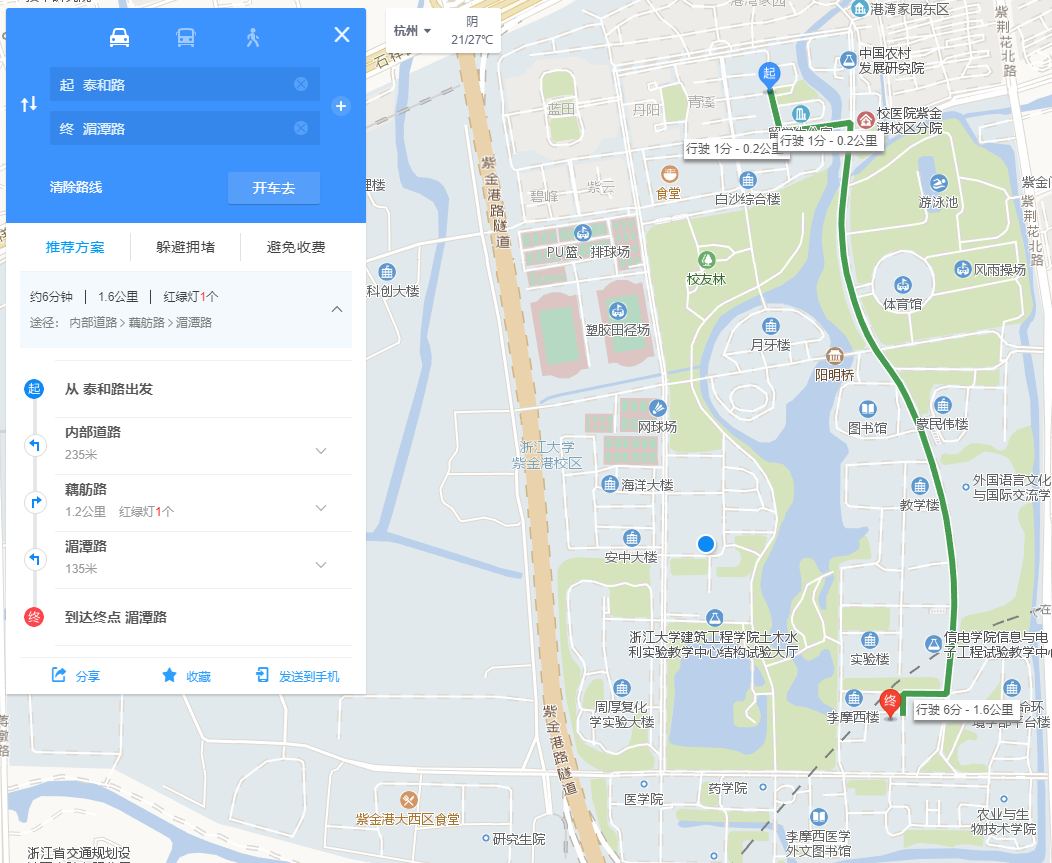 起 泰和路
终 湄潭路
清除路线
开车去
推荐方案
躲避拥堵
避免收费
约6分钟 | 1.6公里 | 红绿灯1个
途径： 内部道路 > 藕舫路 > 湄潭路
起
从 泰和路出发
内部道路
235米
藕舫路
1.2公里 红绿灯1个
湄潭路
135米
终
到达终点 湄潭路
分享
收藏
发送到手机
杭州
阴
21/27℃
港湾家园东区
紫荆花北路
中国农村
发展研究院
起
蓝田
丹阳
青溪
校医院紫金
港校区分院
行驶 1分 - 0.2公里
行驶 1分 - 0.2公里
紫金港路隧道
碧峰
紫云
食堂
白沙综合楼
游泳池
紫荆花北路
PU篮、排球场
校友林
风雨操场
科创大楼
体育馆
塑胶田径场
月牙楼
阳明桥
网球场
图书馆
蒙民伟楼
浙江大学
紫金港校区
海洋大楼
教学楼
外国语言文化
与国际交流学
安中大楼
浙江大学建筑工程学院土木水
利实验教学中心结构试验大厅
信电学院信息与电
子工程试验教学中心
实验楼
周厚复化
学实验大楼
李摩西楼
终
行驶 6分 - 1.6公里
紫金港路隧道
医学院
药学院
紫金港大西区食堂
研究生院
李摩西医学
外文图书馆
农业与生
物技术学院
浙江省交通规划设